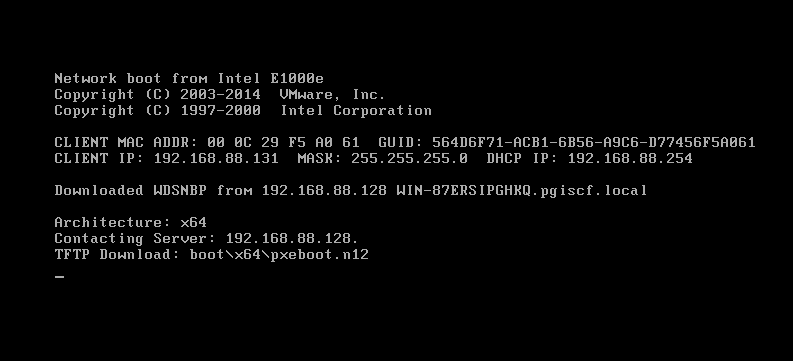 Network boot from Intel E1000e
Copyright (C) 2003-2014  VMware, Inc.
Copyright (C) 1997-2000  Intel Corporation
CLIENT MAC ADDR: 00 0C 29 F5 A0 61  GUID: 564D6F71-ACB1-6B56-A9C6-D77456F5A061
CLIENT IP: 192.168.88.131  MASK: 255.255.255.0  DHCP IP: 192.168.88.254
Downloaded WDSNBP from 192.168.88.128 WIN-87ERSIPGHKQ.pgiscf.local
Architecture: x64
Contacting Server: 192.168.88.128.
TFTP Download: boot\x64\pxeboot.n12
_